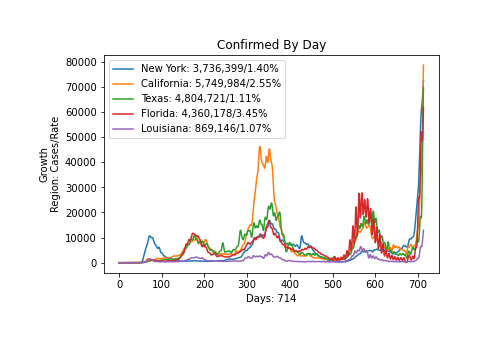 Confirmed By Day
New York: 3,736,399/1.40%
California: 5,749,984/2.55%
Texas: 4,804,721/1.11%
Florida: 4,360,178/3.45%
Louisiana: 869,146/1.07%
80000
70000
60000
50000
40000
30000
20000
10000
0
Growth
Region: Cases/Rate
0 100 200 300 400 500 600 700
Days: 714